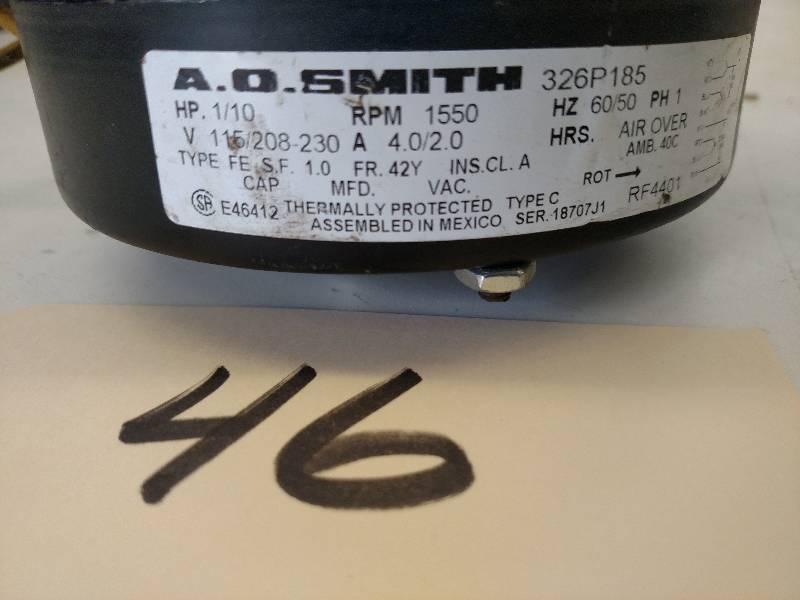 A.O.SMITH 326P185
HP. 1/10 RPM 1550 HZ 60/50 PH 1
V 115/208-230 A 4.0/2.0 HRS. AIR OVER
TYPE FE S.F. 1.0 FR. 42Y INS.CL. A AMB. 40C
CAP MFD. VAC. ROT →
E46412 THERMALLY PROTECTED TYPE C RF4401
ASSEMBLED IN MEXICO SER. 18707J1
46